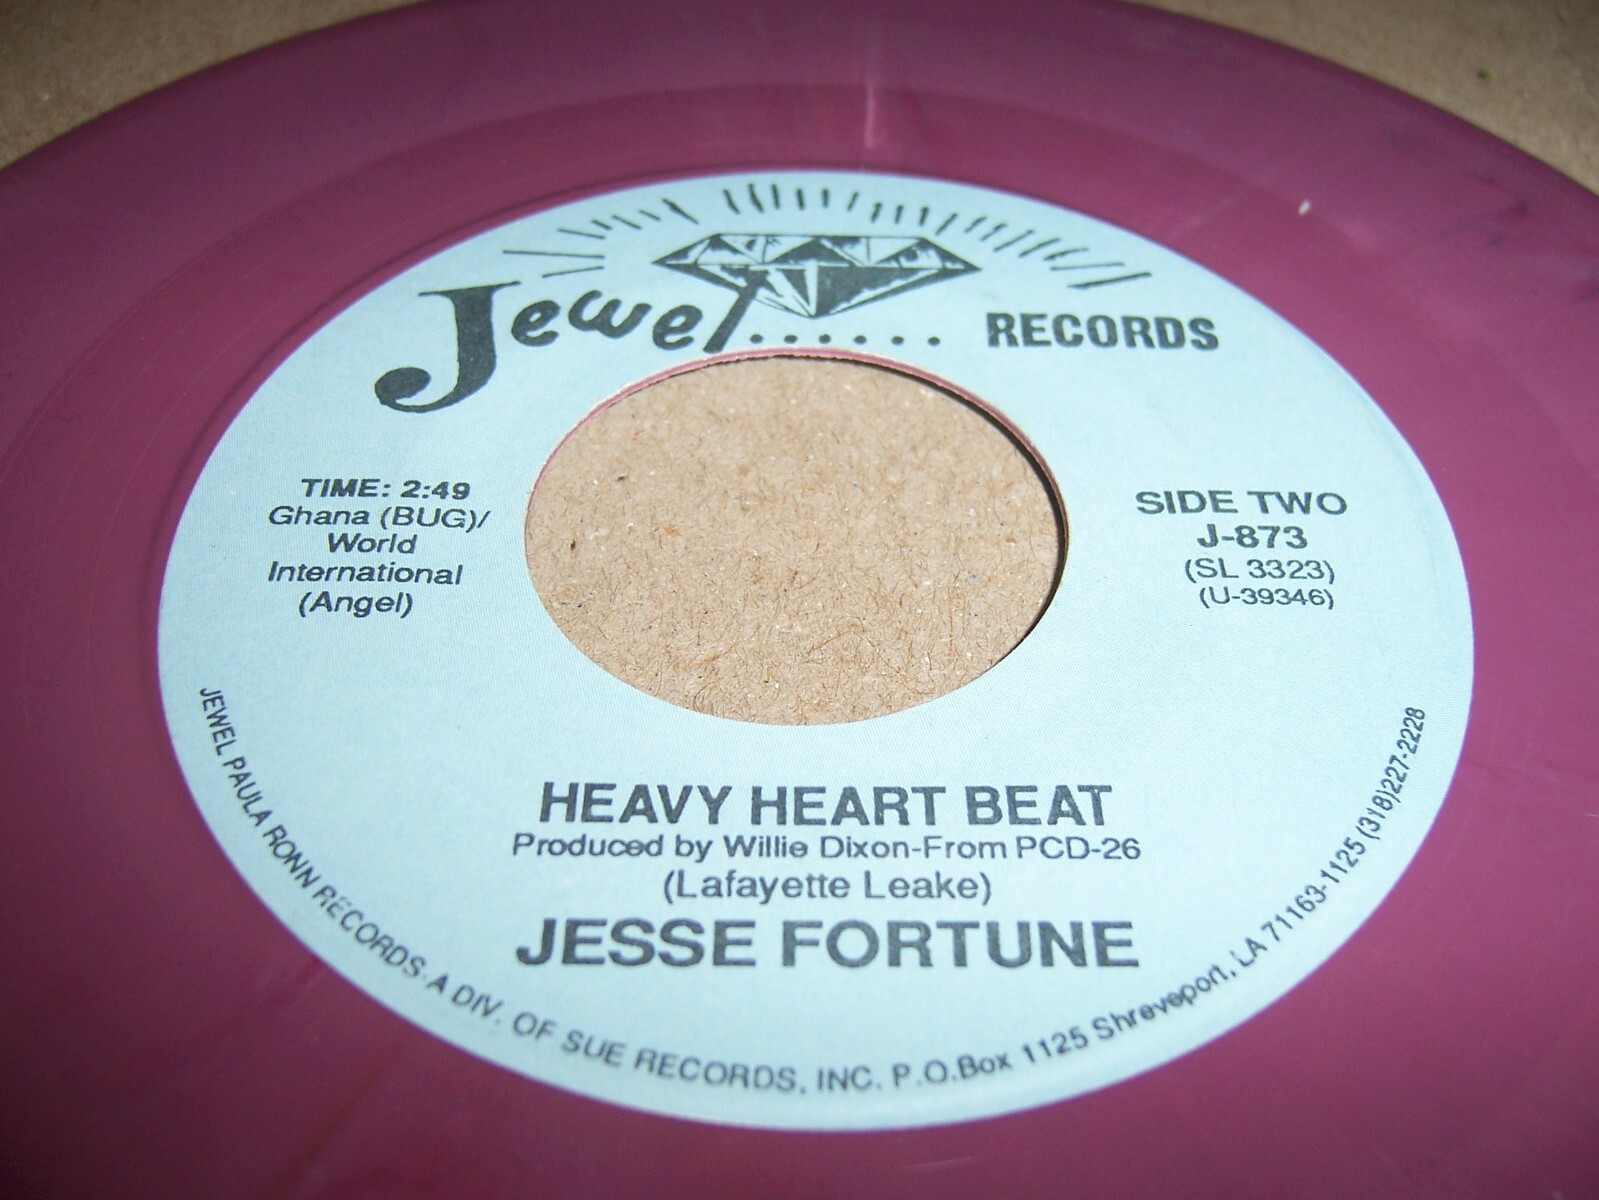 Jewel...... RECORDS
TIME: 2:49
Ghana (BUG)/
World
International
(Angel)
SIDE TWO
J-873
(SL 3323)
(U-39346)
HEAVY HEART BEAT
Produced by Willie Dixon-From PCD-26
(Lafayette Leake)
JESSE FORTUNE
JEWEL PAULA RONN RECORDS. A DIV. OF SUE RECORDS, INC. P.O.Box 1125 Shreveport, LA 71163-1125 (318)227-2228